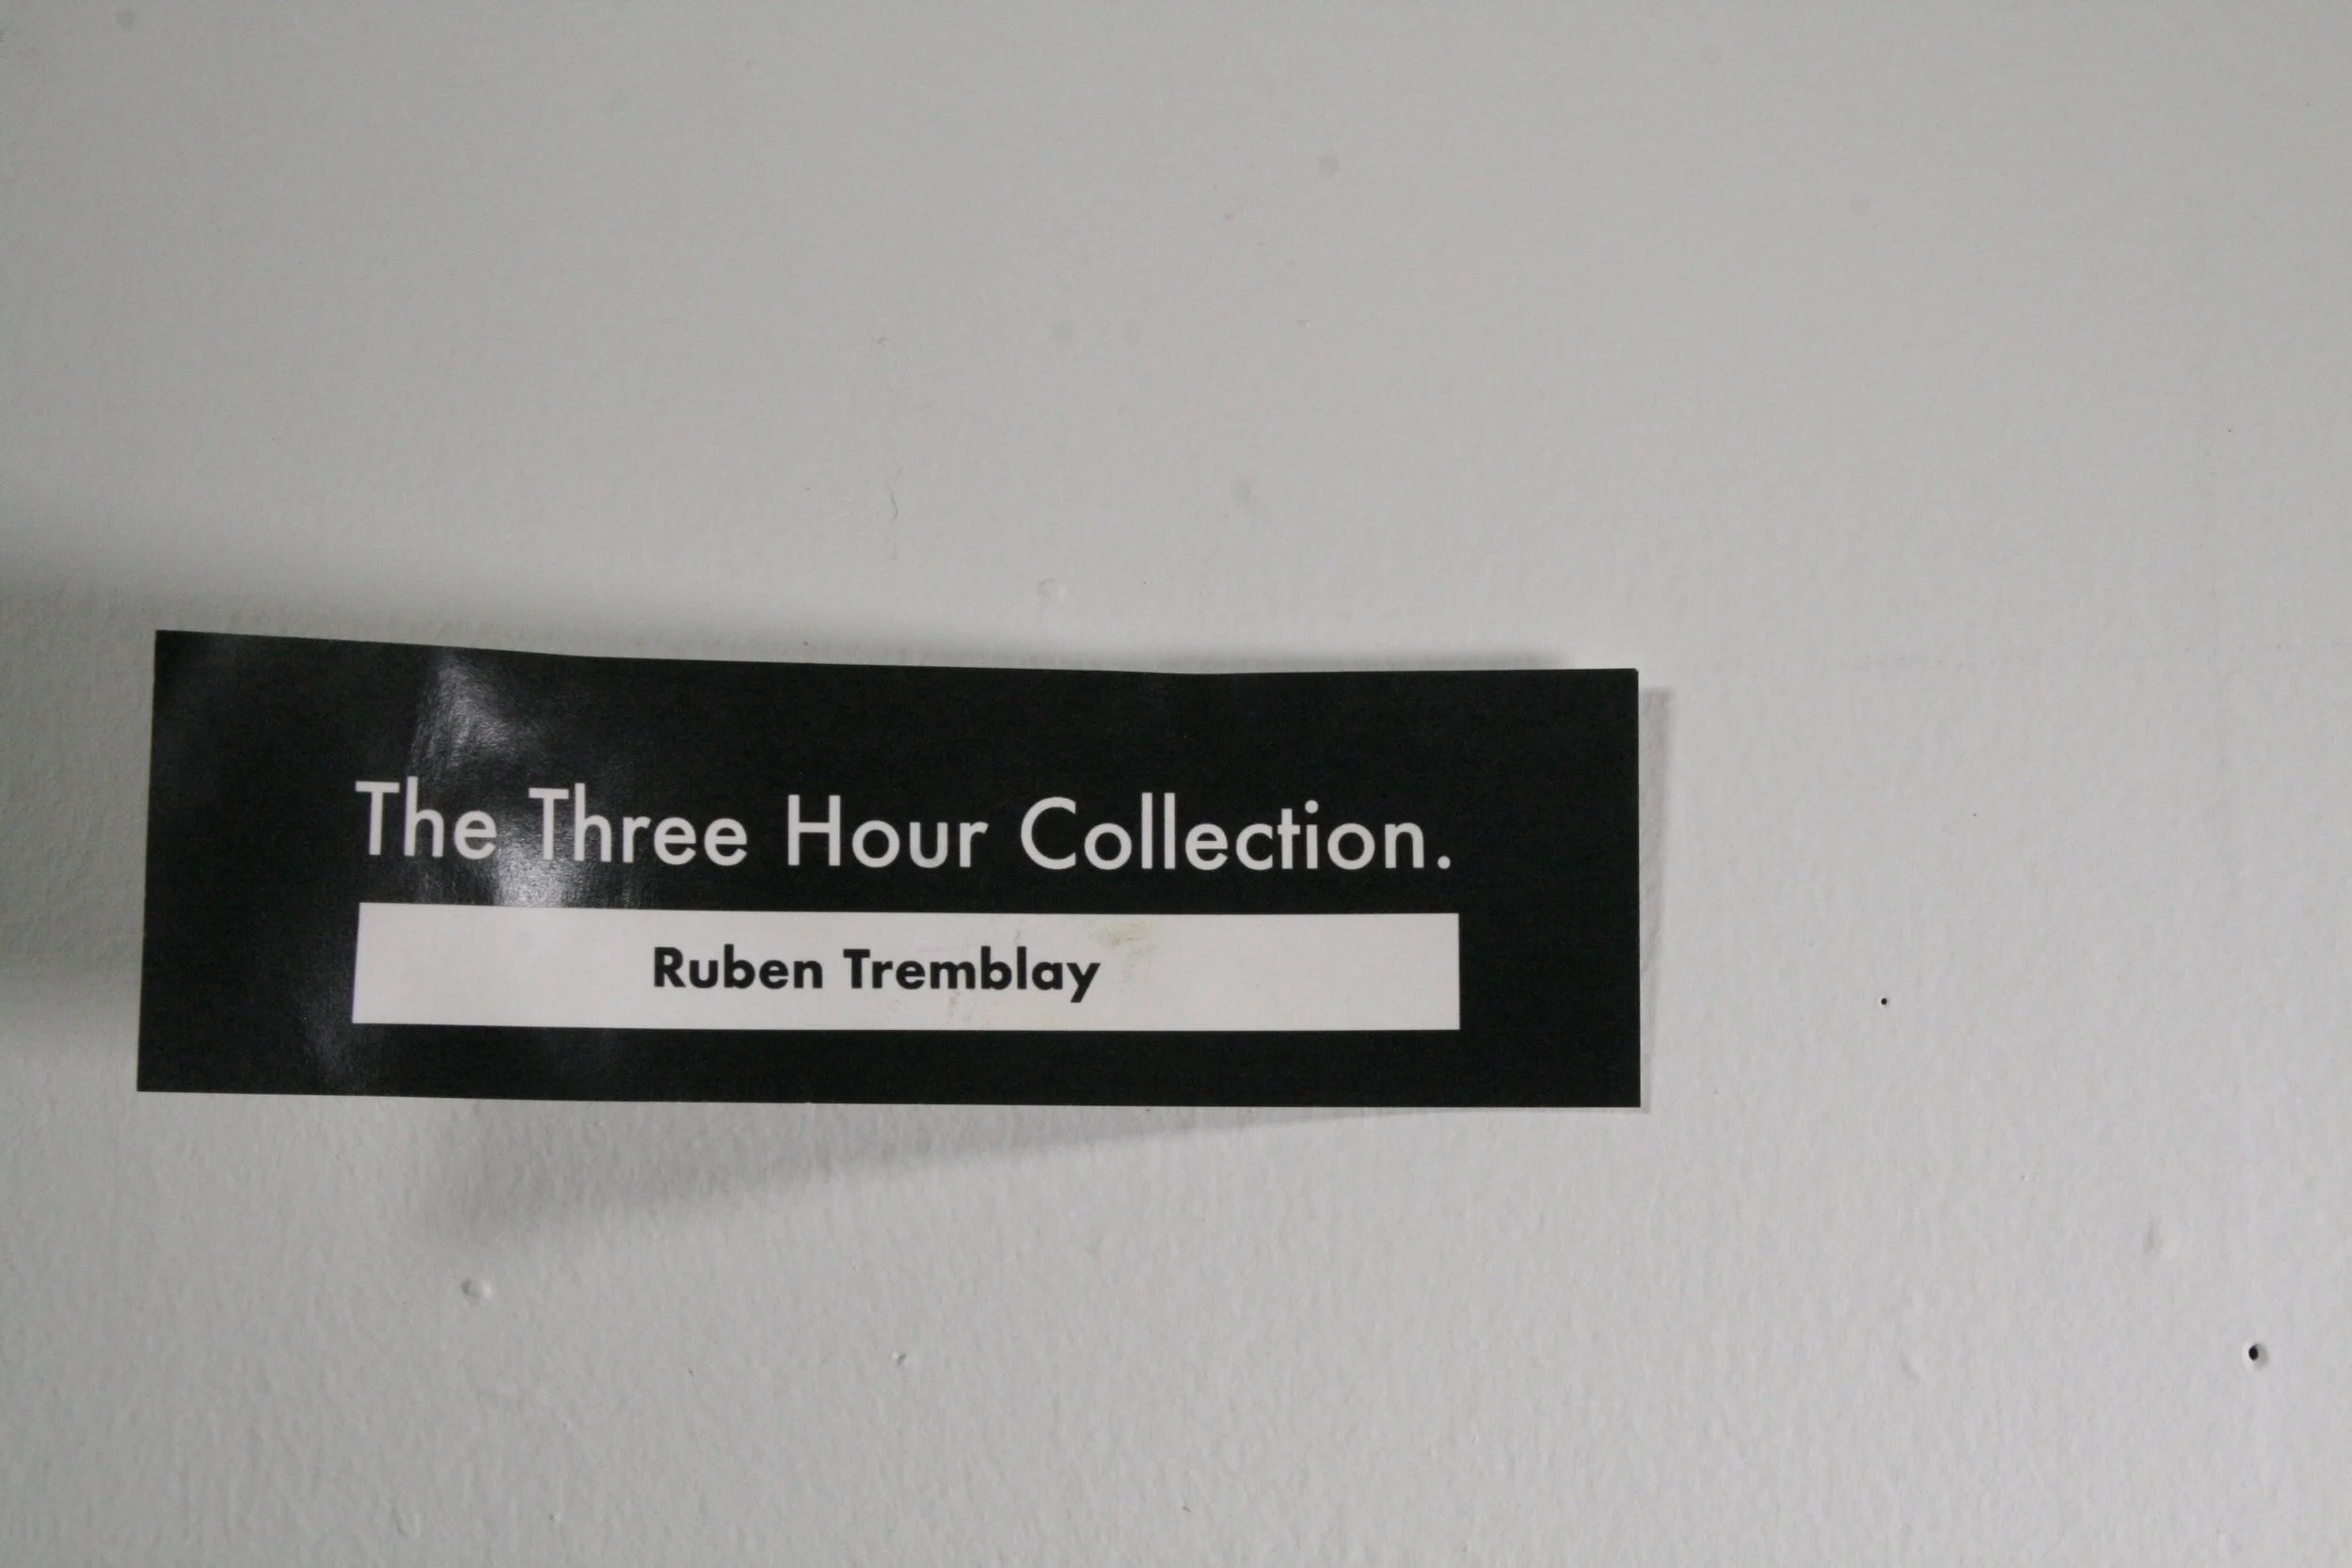 The Three Hour Collection.
Ruben Tremblay